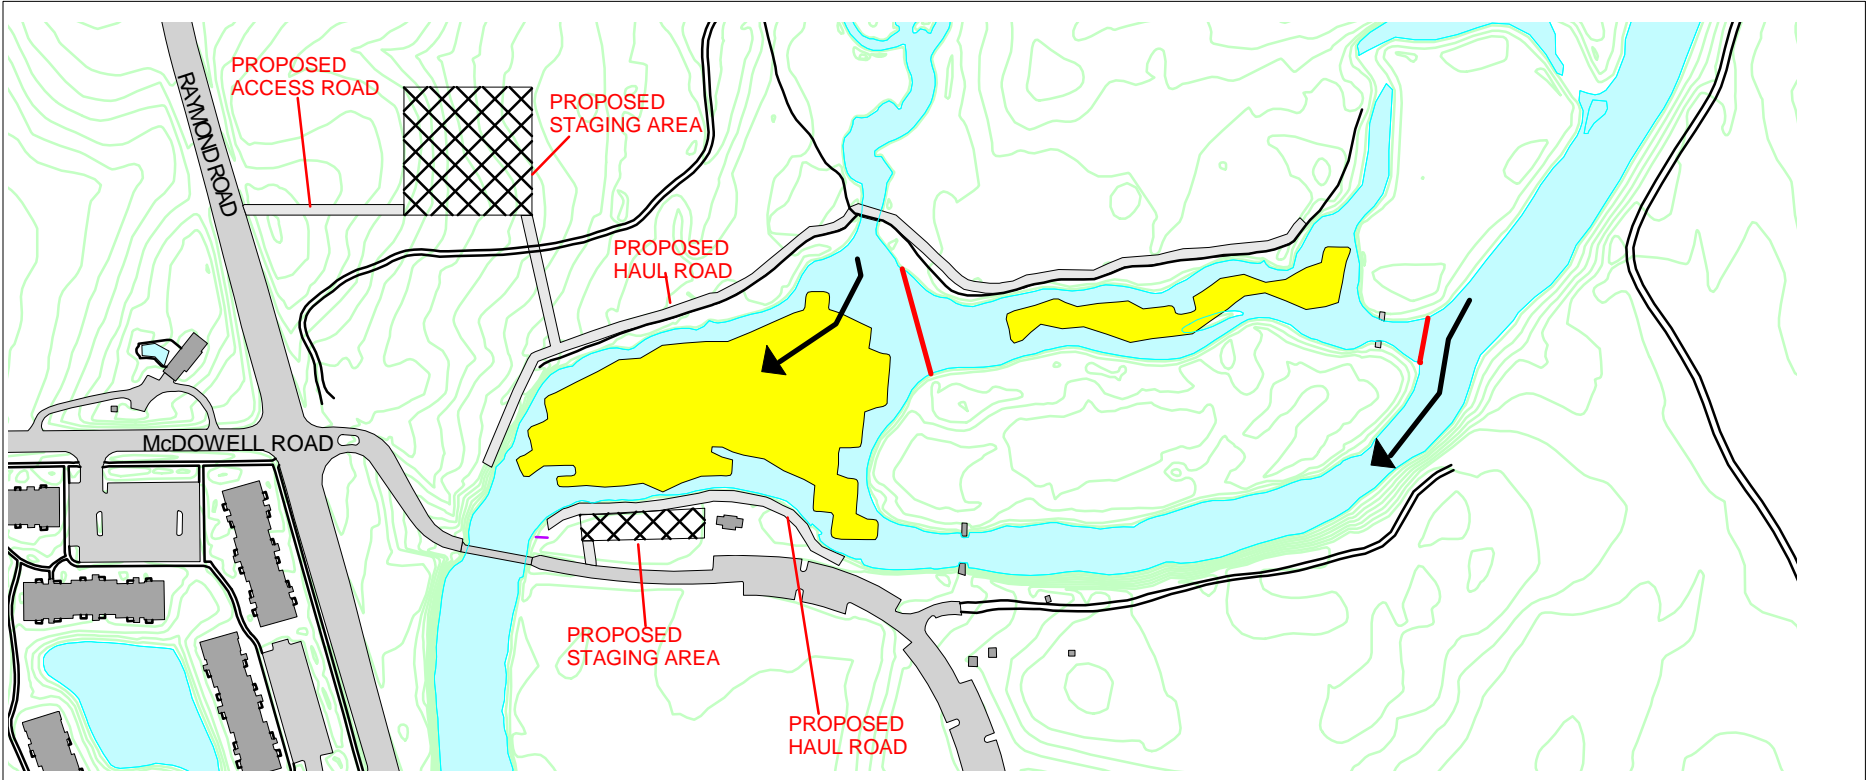 PROPOSED
ACCESS ROAD
PROPOSED
STAGING AREA
RAYMOND ROAD
PROPOSED
HAUL ROAD
McDOWELL ROAD
PROPOSED
STAGING AREA
PROPOSED
HAUL ROAD